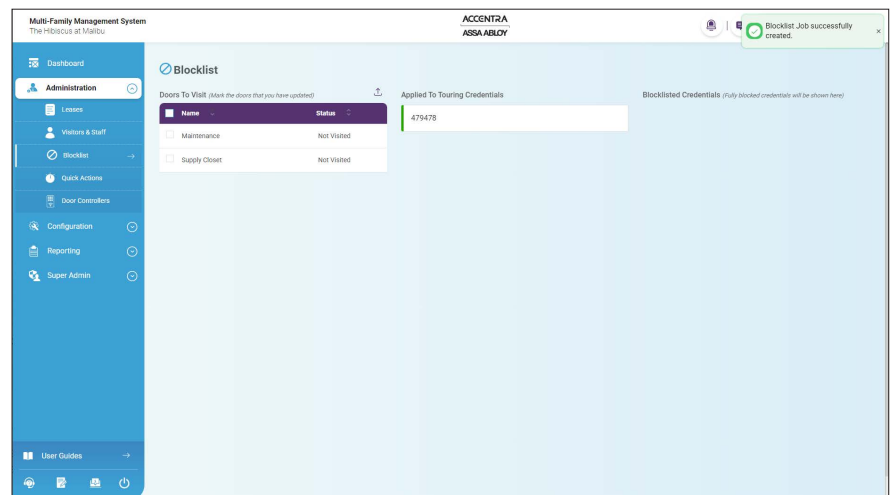 Multi-Family Management System
The Hibiscus at Malibu
ACCENTRA
ASSA ABLOY
Blocklist Job successfully
created.
Dashboard
Administration
Leases
Visitors & Staff
Blocklist
Quick Actions
Door Controllers
Configuration
Reporting
Super Admin
User Guides
Blocklist
Doors To Visit (Mark the doors that you have updated)
Name Status
Maintenance Not Visited
Supply Closet Not Visited
Applied To Touring Credentials
479478
Blocklisted Credentials (Fully blocked credentials will be shown here)